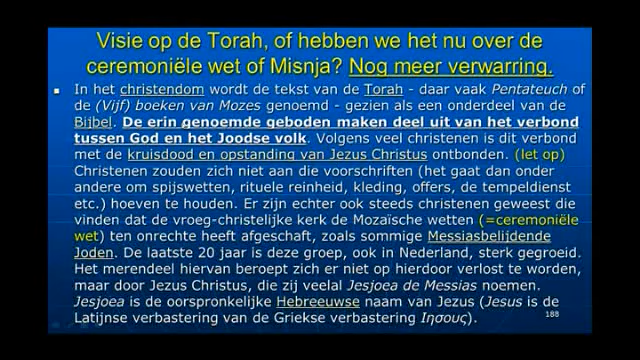 Visie op de Torah, of hebben we het nu over de
ceremoniële wet of Misnja? Nog meer verwarring.
In het christendom wordt de tekst van de Torah - daar vaak Pentateuch of
de (Vijf) boeken van Mozes genoemd - gezien als een onderdeel van de
Bijbel. De erin genoemde geboden maken deel uit van het verbond
tussen God en het Joodse volk. Volgens veel christenen is dit verbond
met de kruisdood en opstanding van Jezus Christus ontbonden. (let op)
Christenen zouden zich niet aan die voorschriften (het gaat dan onder
andere om spijswetten, rituele reinheid, kleding, offers, de tempeldienst
etc.) hoeven te houden. Er zijn echter ook steeds christenen geweest die
vinden dat de vroeg-christelijke kerk de Mozaïsche wetten (=ceremoniële
wet) ten onrechte heeft afgeschaft, zoals sommige Messiasbelijdende
Joden. De laatste 20 jaar is deze groep, ook in Nederland, sterk gegroeid.
Het merendeel hiervan beroept zich er niet op hierdoor verlost te worden,
maar door Jezus Christus, die zij veelal Jesjoea de Messias noemen.
Jesjoea is de oorspronkelijke Hebreeuwse naam van Jezus (Jesus is de
Latijnse verbastering van de Griekse verbastering Ιησους).
188